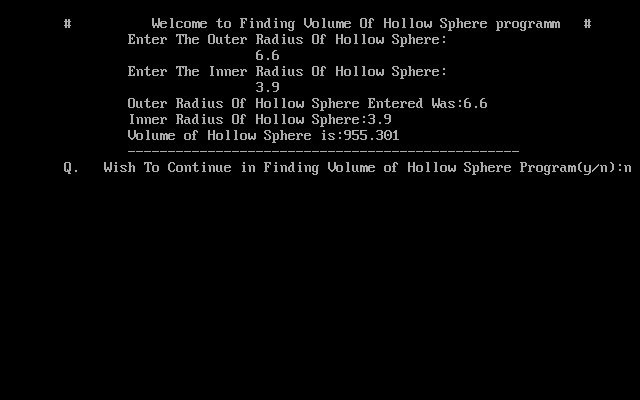 # Welcome to Finding Volume Of Hollow Sphere programm #
Enter The Outer Radius Of Hollow Sphere:
6.6
Enter The Inner Radius Of Hollow Sphere:
3.9
Outer Radius Of Hollow Sphere Entered Was:6.6
Inner Radius Of Hollow Sphere:3.9
Volume of Hollow Sphere is:955.301
-------------------------------------------------
Q. Wish To Continue in Finding Volume of Hollow Sphere Program(y/n):n